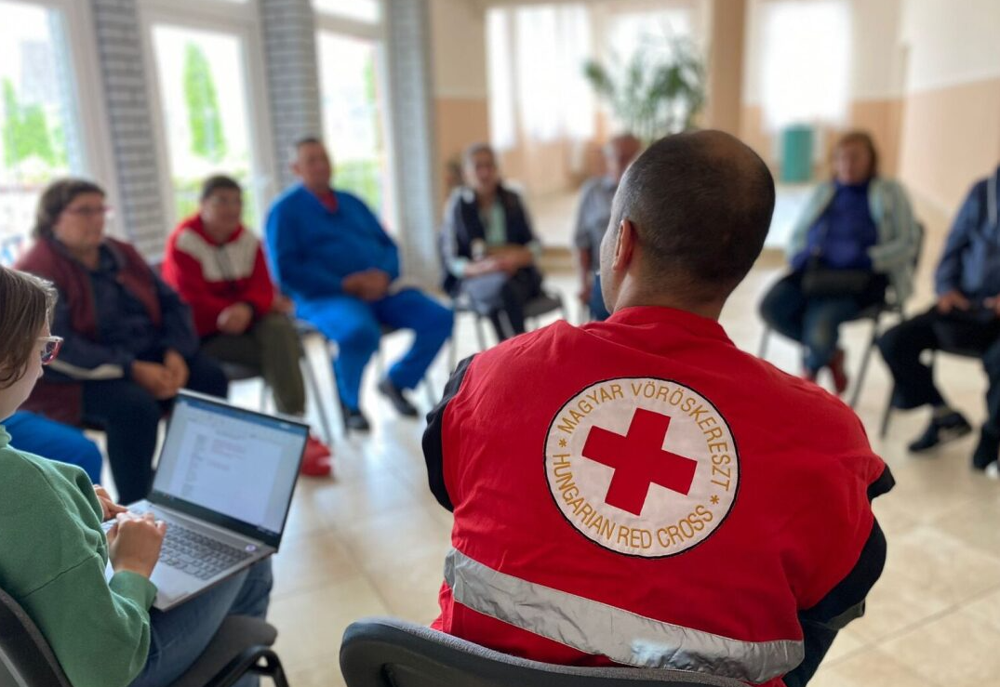 MAGYAR VÖRÖSKERESZT
* HUNGARIAN RED CROSS *